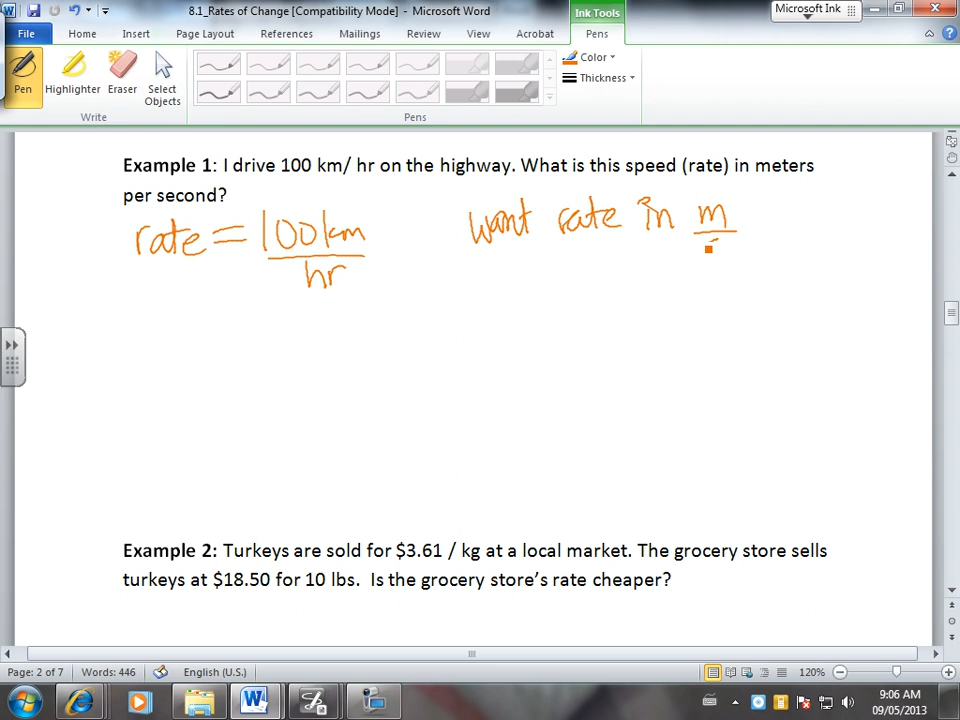 8.1_Rates of Change [Compatibility Mode] - Microsoft Word
Ink Tools
Microsoft Ink
File Home Insert Page Layout References Mailings Review View Acrobat Pens
Pen Highlighter Eraser Select Objects
Color
Thickness
Write Pens
Example 1: I drive 100 km/ hr on the highway. What is this speed (rate) in meters
per second?
rate = 100km
hr
want rate in m
Example 2: Turkeys are sold for $3.61 / kg at a local market. The grocery store sells
turkeys at $18.50 for 10 lbs. Is the grocery store's rate cheaper?
Page: 2 of 7 Words: 446 English (U.S.) 120%
9:06 AM
09/05/2013